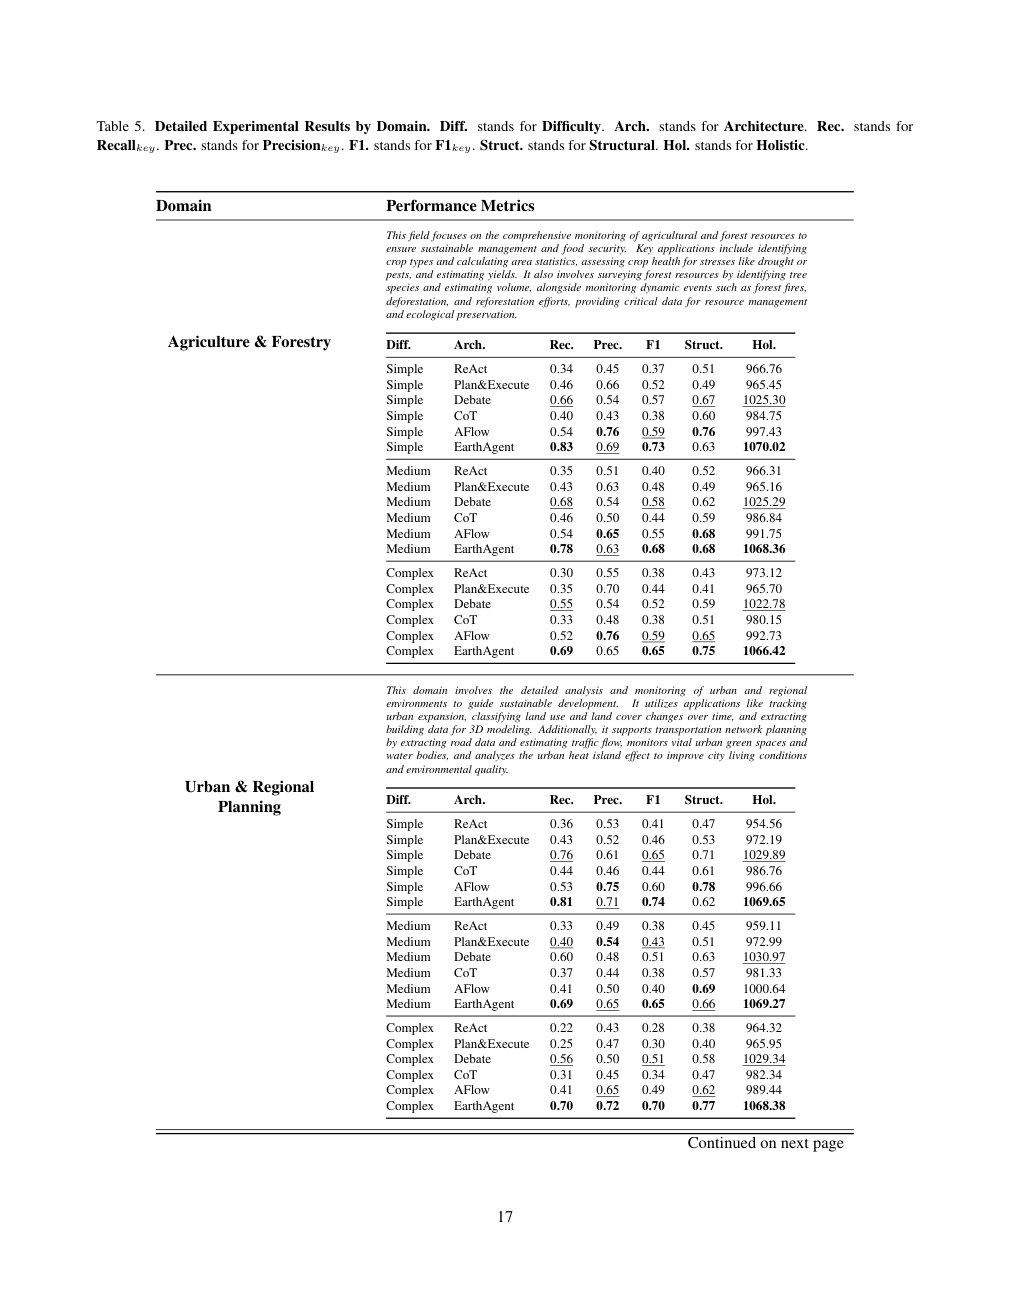 Table 5. Detailed Experimental Results by Domain. Diff. stands for Difficulty. Arch. stands for Architecture. Rec. stands for
Recallkey. Prec. stands for Precisionkey. F1. stands for F1key. Struct. stands for Structural. Hol. stands for Holistic.
Domain Performance Metrics
This field focuses on the comprehensive monitoring of agricultural and forest resources to
ensure sustainable management and food security. Key applications include identifying
crop types and calculating area statistics, assessing crop health for stresses like drought or
pests, and estimating yields. It also involves surveying forest resources by identifying tree
species and estimating volume, alongside monitoring dynamic events such as forest fires,
deforestation, and reforestation efforts, providing critical data for resource management
and ecological preservation.
Agriculture & Forestry
Diff. Arch. Rec. Prec. F1 Struct. Hol.
Simple ReAct 0.34 0.45 0.37 0.51 966.76
Simple Plan&Execute 0.46 0.66 0.52 0.49 965.45
Simple Debate 0.66 0.54 0.57 0.67 1025.30
Simple CoT 0.40 0.43 0.38 0.60 984.75
Simple AFlow 0.54 0.76 0.59 0.76 997.43
Simple EarthAgent 0.83 0.69 0.73 0.63 1070.02
Medium ReAct 0.35 0.51 0.40 0.52 966.31
Medium Plan&Execute 0.43 0.63 0.48 0.49 965.16
Medium Debate 0.68 0.54 0.58 0.62 1025.29
Medium CoT 0.46 0.50 0.44 0.59 986.84
Medium AFlow 0.54 0.65 0.55 0.68 991.75
Medium EarthAgent 0.78 0.63 0.68 0.68 1068.36
Complex ReAct 0.30 0.55 0.38 0.43 973.12
Complex Plan&Execute 0.35 0.70 0.44 0.41 965.70
Complex Debate 0.55 0.54 0.52 0.59 1022.78
Complex CoT 0.33 0.48 0.38 0.51 980.15
Complex AFlow 0.52 0.76 0.59 0.65 992.73
Complex EarthAgent 0.69 0.65 0.65 0.75 1066.42
This domain involves the detailed analysis and monitoring of urban and regional
environments to guide sustainable development. It utilizes applications like tracking
urban expansion, classifying land use and land cover changes over time, and extracting
building data for 3D modeling. Additionally, it supports transportation network planning
by extracting road data and estimating traffic flow, monitors vital urban green spaces and
water bodies, and analyzes the urban heat island effect to improve city living conditions
and environmental quality.
Urban & Regional
Planning
Diff. Arch. Rec. Prec. F1 Struct. Hol.
Simple ReAct 0.36 0.53 0.41 0.47 954.56
Simple Plan&Execute 0.43 0.52 0.46 0.53 972.19
Simple Debate 0.76 0.61 0.65 0.71 1029.89
Simple CoT 0.44 0.46 0.44 0.61 986.76
Simple AFlow 0.53 0.75 0.60 0.78 996.66
Simple EarthAgent 0.81 0.71 0.74 0.62 1069.65
Medium ReAct 0.33 0.49 0.38 0.45 959.11
Medium Plan&Execute 0.40 0.54 0.43 0.51 972.99
Medium Debate 0.60 0.48 0.51 0.63 1030.97
Medium CoT 0.37 0.44 0.38 0.57 981.33
Medium AFlow 0.41 0.50 0.40 0.69 1000.64
Medium EarthAgent 0.69 0.65 0.65 0.66 1069.27
Complex ReAct 0.22 0.43 0.28 0.38 964.32
Complex Plan&Execute 0.25 0.47 0.30 0.40 965.95
Complex Debate 0.56 0.50 0.51 0.58 1029.34
Complex CoT 0.31 0.45 0.34 0.47 982.34
Complex AFlow 0.41 0.65 0.49 0.62 989.44
Complex EarthAgent 0.70 0.72 0.70 0.77 1068.38
Continued on next page
17